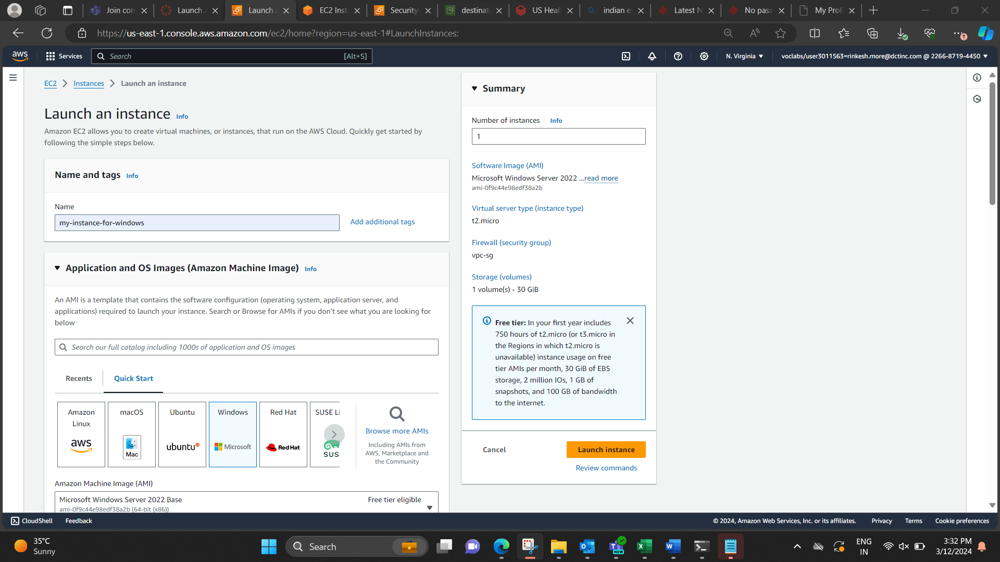 Join con
Launch
Launch
EC2 Inst
Security
destinat
US Heal
indian e
Latest N
No pass
My Prof
https://us-east-1.console.aws.amazon.com/ec2/home?region=us-east-1#LaunchInstances:
aws
Services
Search
[Alt+S]
N. Virginia
voclabs/user3011563=rinkesh.more@dctinc.com @ 2266-8719-4450
EC2 > Instances > Launch an instance
Launch an instance Info
Amazon EC2 allows you to create virtual machines, or instances, that run on the AWS Cloud. Quickly get started by
following the simple steps below.
Name and tags Info
Name
my-instance-for-windows
Add additional tags
Application and OS Images (Amazon Machine Image) Info
An AMI is a template that contains the software configuration (operating system, application server, and
applications) required to launch your instance. Search or Browse for AMIs if you don’t see what you are looking for
below
Search our full catalog including 1000s of application and OS images
Recents
Quick Start
Amazon
Linux
aws
macOS
Mac
Ubuntu
ubuntu
Windows
Microsoft
Red Hat
Red Hat
SUSE Li
SUS
Browse more AMIs
Including AMIs from
AWS, Marketplace and
the Community
Amazon Machine Image (AMI)
Microsoft Windows Server 2022 Base
Free tier eligible
ami-0f9c44e98edf38a2b (64-bit (x86))
Summary
Number of instances Info
1
Software Image (AMI)
Microsoft Windows Server 2022 ...read more
ami-0f9c44e98edf38a2b
Virtual server type (instance type)
t2.micro
Firewall (security group)
vpc-sg
Storage (volumes)
1 volume(s) - 30 GiB
Free tier: In your first year includes
750 hours of t2.micro (or t3.micro in
the Regions in which t2.micro is
unavailable) instance usage on free
tier AMIs per month, 30 GiB of EBS
storage, 2 million IOs, 1 GB of
snapshots, and 100 GB of bandwidth
to the internet.
Cancel
Launch instance
Review commands
CloudShell
Feedback
© 2024, Amazon Web Services, Inc. or its affiliates.
Privacy
Terms
Cookie preferences
35°C
Sunny
Search
NEW
ENG
IN
3:32 PM
3/12/2024